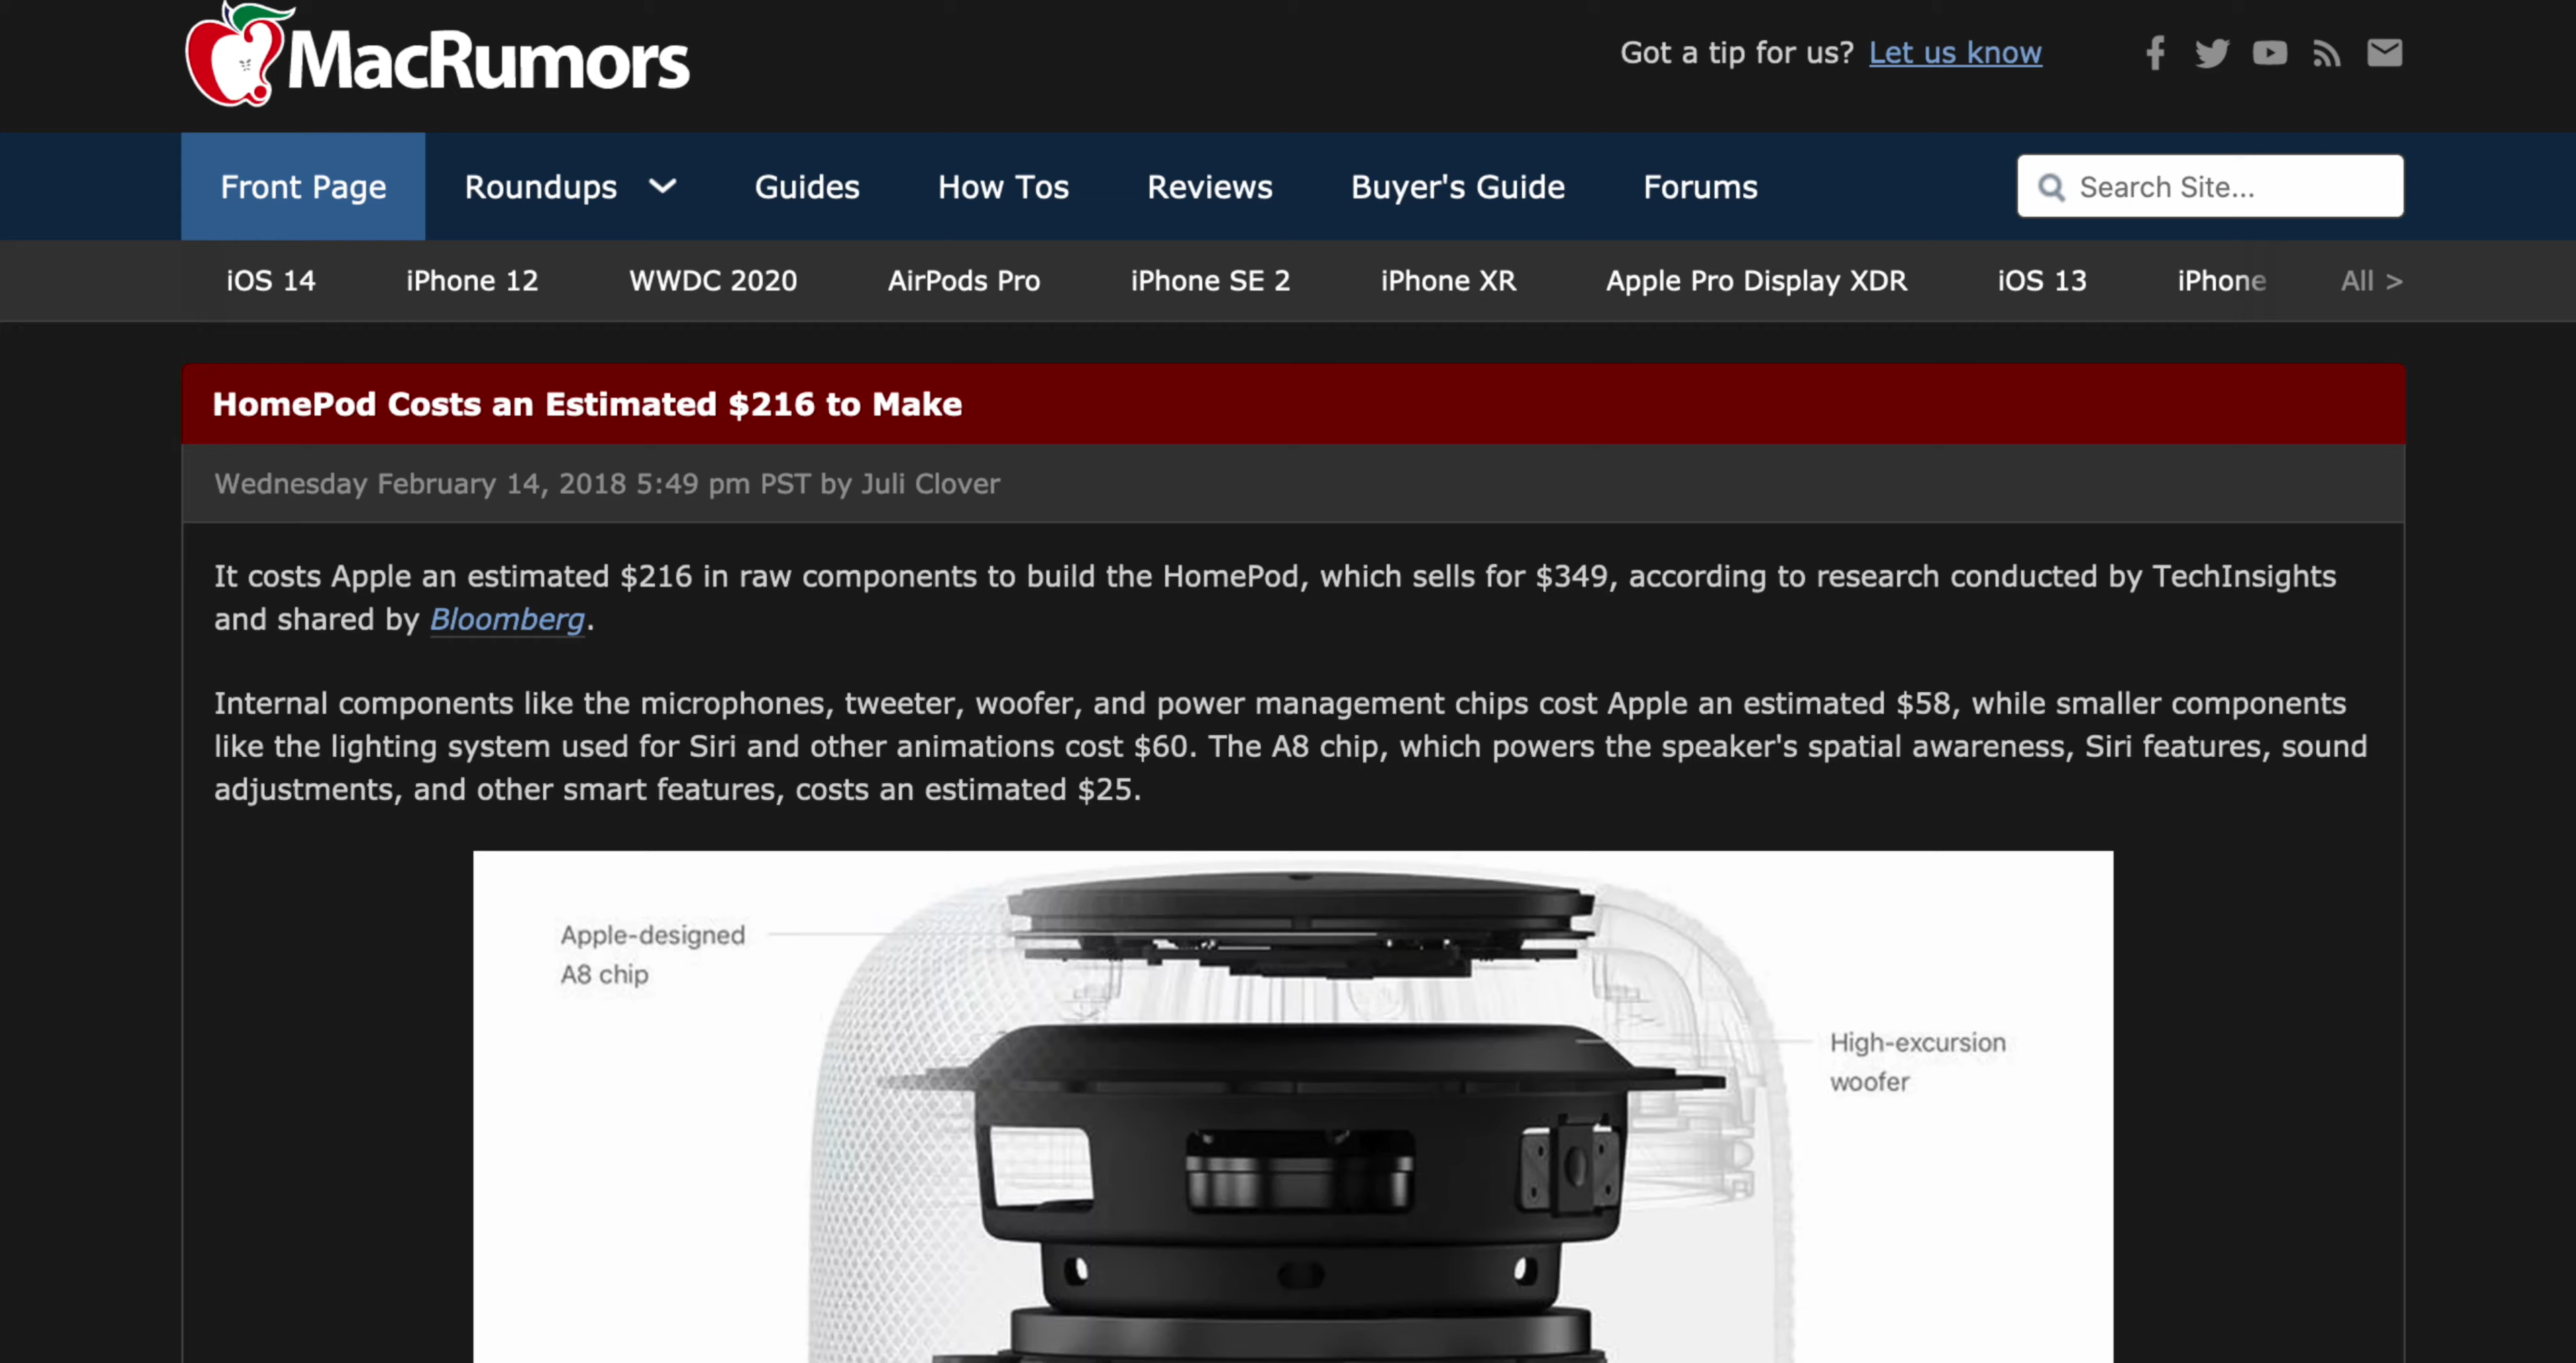 MacRumors
Got a tip for us? Let us know
Front Page Roundups Guides How Tos Reviews Buyer's Guide Forums Search Site...
iOS 14 iPhone 12 WWDC 2020 AirPods Pro iPhone SE 2 iPhone XR Apple Pro Display XDR iOS 13 iPhone All >
HomePod Costs an Estimated $216 to Make
Wednesday February 14, 2018 5:49 pm PST by Juli Clover
It costs Apple an estimated $216 in raw components to build the HomePod, which sells for $349, according to research conducted by TechInsights
and shared by Bloomberg.
Internal components like the microphones, tweeter, woofer, and power management chips cost Apple an estimated $58, while smaller components
like the lighting system used for Siri and other animations cost $60. The A8 chip, which powers the speaker's spatial awareness, Siri features, sound
adjustments, and other smart features, costs an estimated $25.
Apple-designed
A8 chip
High-excursion
woofer